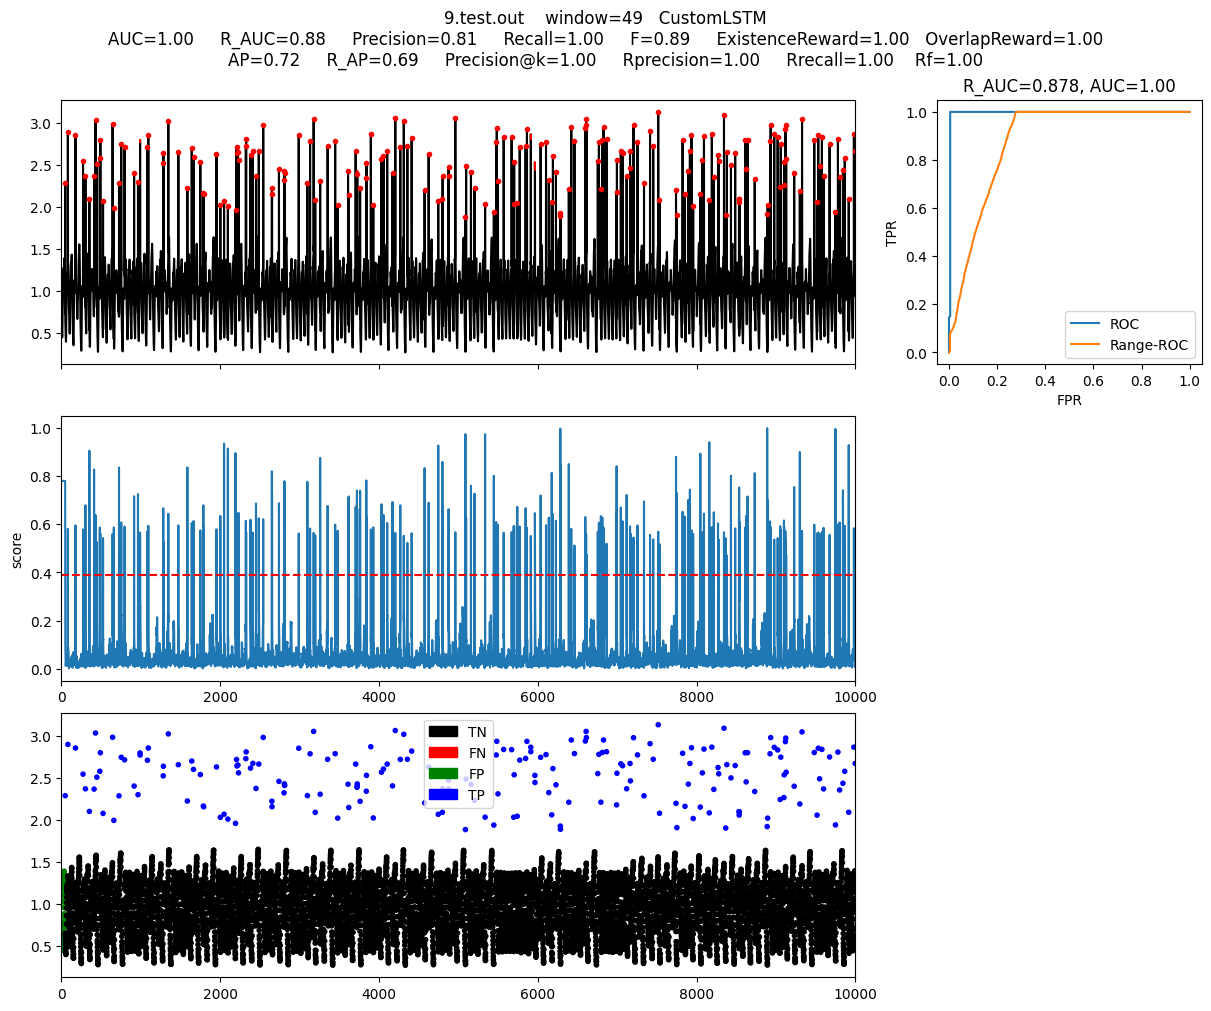 9.test.out window=49 CustomLSTM
AUC=1.00 R_AUC=0.88 Precision=0.81 Recall=1.00 F=0.89 ExistenceReward=1.00 OverlapReward=1.00
AP=0.72 R_AP=0.69 Precision@k=1.00 Rprecision=1.00 Rrecall=1.00 Rf=1.00
3.0
2.5
2.0
1.5
1.0
0.5
R_AUC=0.878, AUC=1.00
1.0
0.8
0.6
0.4
0.2
0.0
TPR
ROC
Range-ROC
0.0 0.2 0.4 0.6 0.8 1.0
FPR
1.0
0.8
0.6
0.4
0.2
0.0
score
0 2000 4000 6000 8000 10000
3.0
2.5
2.0
1.5
1.0
0.5
TN
FN
FP
TP
0 2000 4000 6000 8000 10000